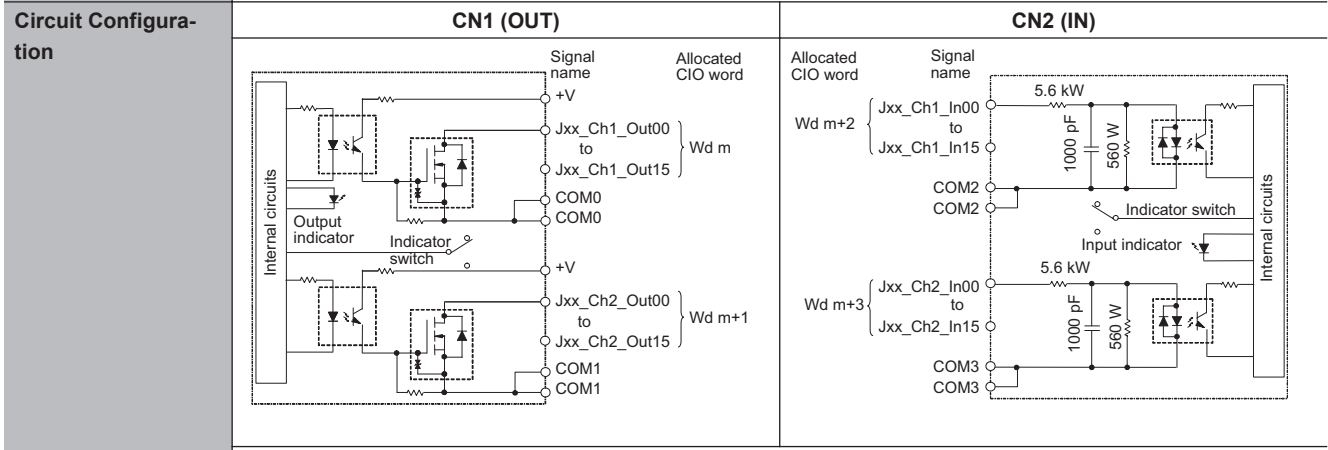 Circuit Configura-
tion
CN1 (OUT)
CN2 (IN)
Signal
name
Allocated
CIO word
+V
Jxx_Ch1_Out00
to
Jxx_Ch1_Out15
Wd m
COM0
COM0
Internal circuits
Output
indicator
Indicator
switch
+V
Jxx_Ch2_Out00
to
Jxx_Ch2_Out15
Wd m+1
COM1
COM1
Allocated
CIO word
Signal
name
5.6 kW
Wd m+2
Jxx_Ch1_In00
to
Jxx_Ch1_In15
1000 pF
560 W
COM2
COM2
Indicator switch
Input indicator
Internal circuits
5.6 kW
Wd m+3
Jxx_Ch2_In00
to
Jxx_Ch2_In15
1000 pF
560 W
COM3
COM3